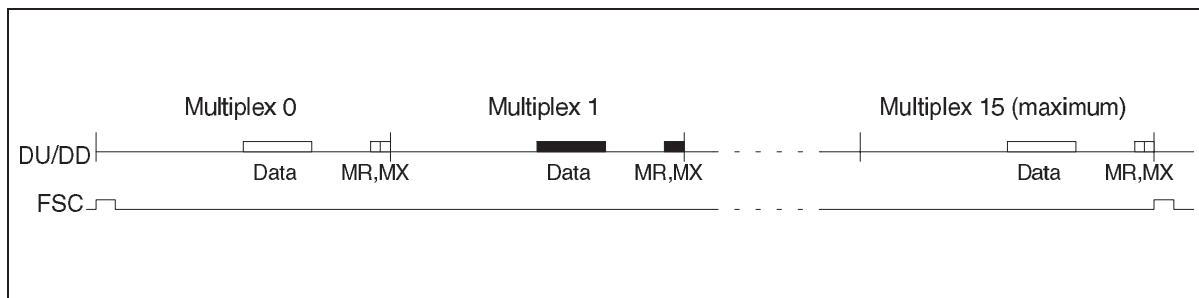 Multiplex 0 Multiplex 1 Multiplex 15 (maximum)
DU/DD
Data MR,MX Data MR,MX Data MR,MX
FSC